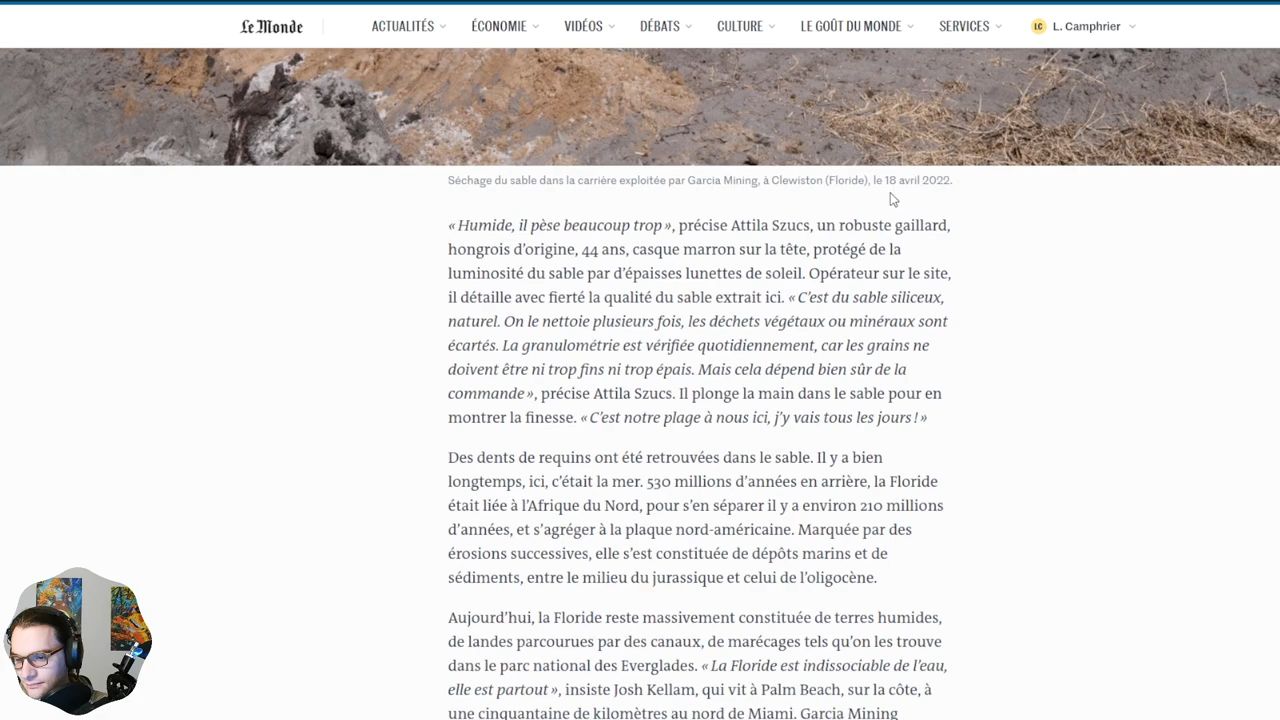 Le Monde
ACTUALITÉS ÉCONOMIE VIDÉOS DÉBATS CULTURE LE GOÛT DU MONDE SERVICES LC L. Camphrier
Séchage du sable dans la carrière exploitée par Garcia Mining, à Clewiston (Floride), le 18 avril 2022.
« Humide, il pèse beaucoup trop », précise Attila Szucs, un robuste gaillard,
hongrois d’origine, 44 ans, casque marron sur la tête, protégé de la
luminosité du sable par d’épaisses lunettes de soleil. Opérateur sur le site,
il détaille avec fierté la qualité du sable extrait ici. « C’est du sable siliceux,
naturel. On le nettoie plusieurs fois, les déchets végétaux ou minéraux sont
écartés. La granulométrie est vérifiée quotidiennement, car les grains ne
doivent être ni trop fins ni trop épais. Mais cela dépend bien sûr de la
commande », précise Attila Szucs. Il plonge la main dans le sable pour en
montrer la finesse. « C’est notre plage à nous ici, j’y vais tous les jours ! »
Des dents de requins ont été retrouvées dans le sable. Il y a bien
longtemps, ici, c’était la mer. 530 millions d’années en arrière, la Floride
était liée à l’Afrique du Nord, pour s’en séparer il y a environ 210 millions
d’années, et s’agréger à la plaque nord-américaine. Marquée par des
érosions successives, elle s’est constituée de dépôts marins et de
sédiments, entre le milieu du jurassique et celui de l’oligocène.
Aujourd’hui, la Floride reste massivement constituée de terres humides,
de landes parcourues par des canaux, de marécages tels qu’on les trouve
dans le parc national des Everglades. « La Floride est indissociable de l’eau,
elle est partout », insiste Josh Kellam, qui vit à Palm Beach, sur la côte, à
une cinquantaine de kilomètres au nord de Miami. Garcia Mining